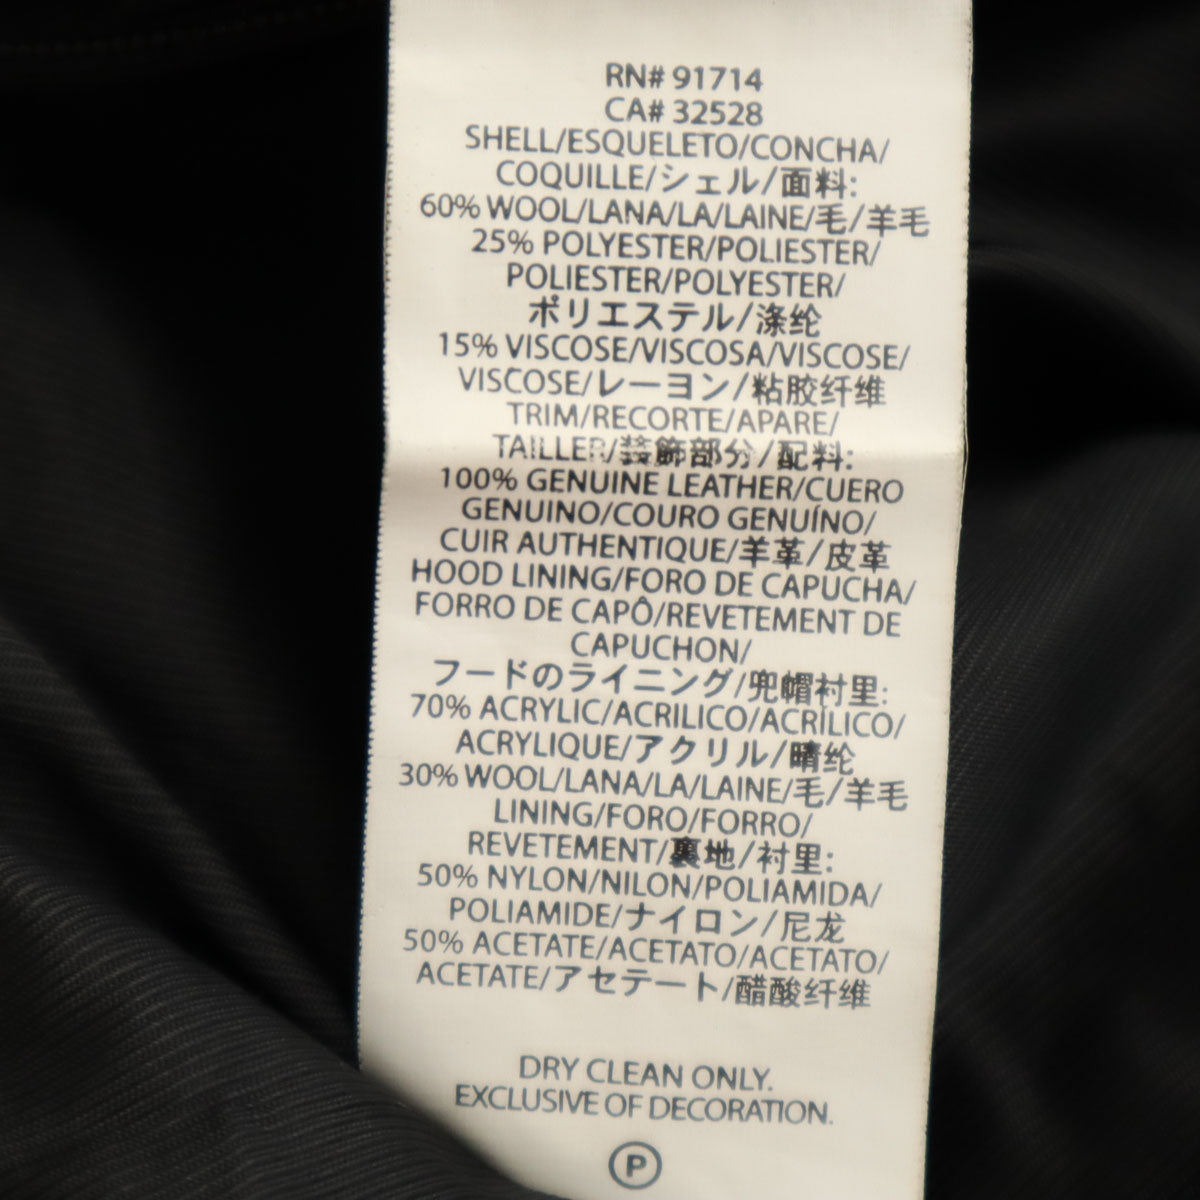 RN# 91714
CA# 32528
SHELL/ESQUELETO/CONCHA/
COQUILLE/シェル/面料:
60% WOOL/LANA/LA/LAINE/毛/羊毛
25% POLYESTER/POLIESTER/
POLIESTER/POLYESTER/
ポリエステル/涤纶
15% VISCOSE/VISCOSA/VISCOSE/
VISCOSE/レーヨン/粘胶纤维
TRIM/RECORTE/APARE/
TAILLER/装飾部分/配料:
100% GENUINE LEATHER/CUERO
GENUINO/COURO GENUÍNO/
CUIR AUTHENTIQUE/羊革/皮革
HOOD LINING/FORO DE CAPUCHA/
FORRO DE CAPÔ/REVETEMENT DE
CAPUCHON/
フードのライニング/兜帽衬里:
70% ACRYLIC/ACRILICO/ACRÍLICO/
ACRYLIQUE/アクリル/晴纶
30% WOOL/LANA/LA/LAINE/毛/羊毛
LINING/FORO/FORRO/
REVETEMENT/裏地/衬里:
50% NYLON/NILON/POLIAMIDA/
POLIAMIDE/ナイロン/尼龙
50% ACETATE/ACETATO/ACETATO/
ACETATE/アセテート/醋酸纤维
DRY CLEAN ONLY.
EXCLUSIVE OF DECORATION.
P